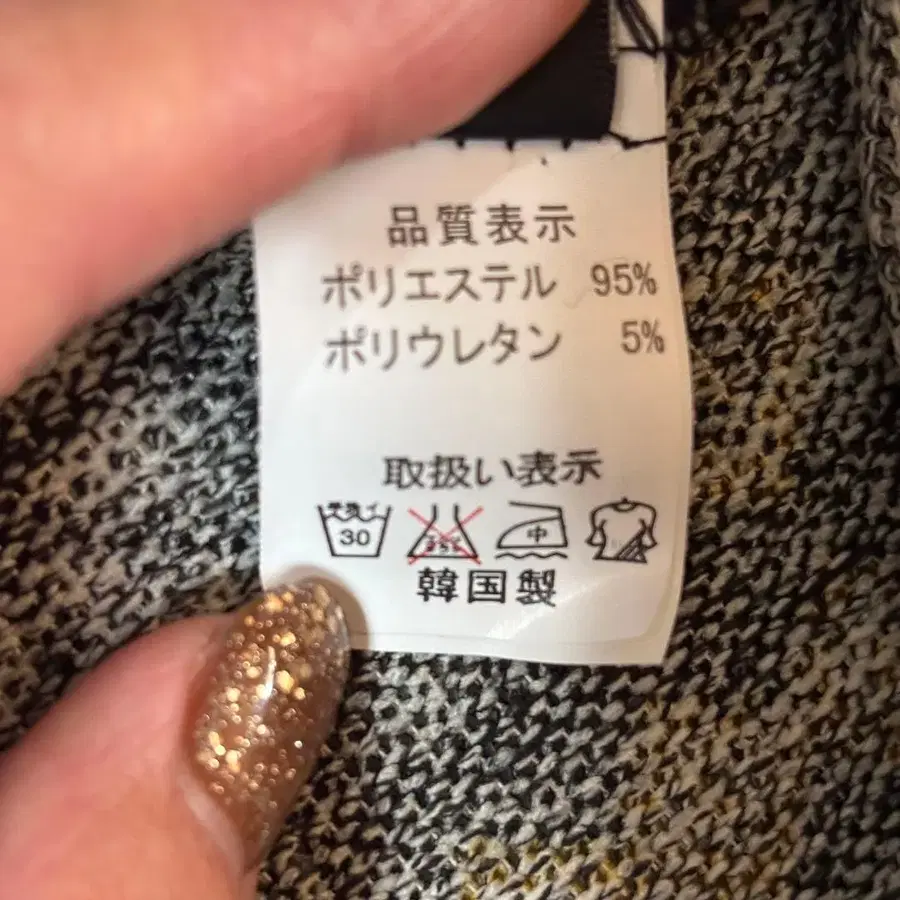 品質表示
ポリエステル 95%
ポリウレタン 5%
取扱い表示
30 中
韓国製